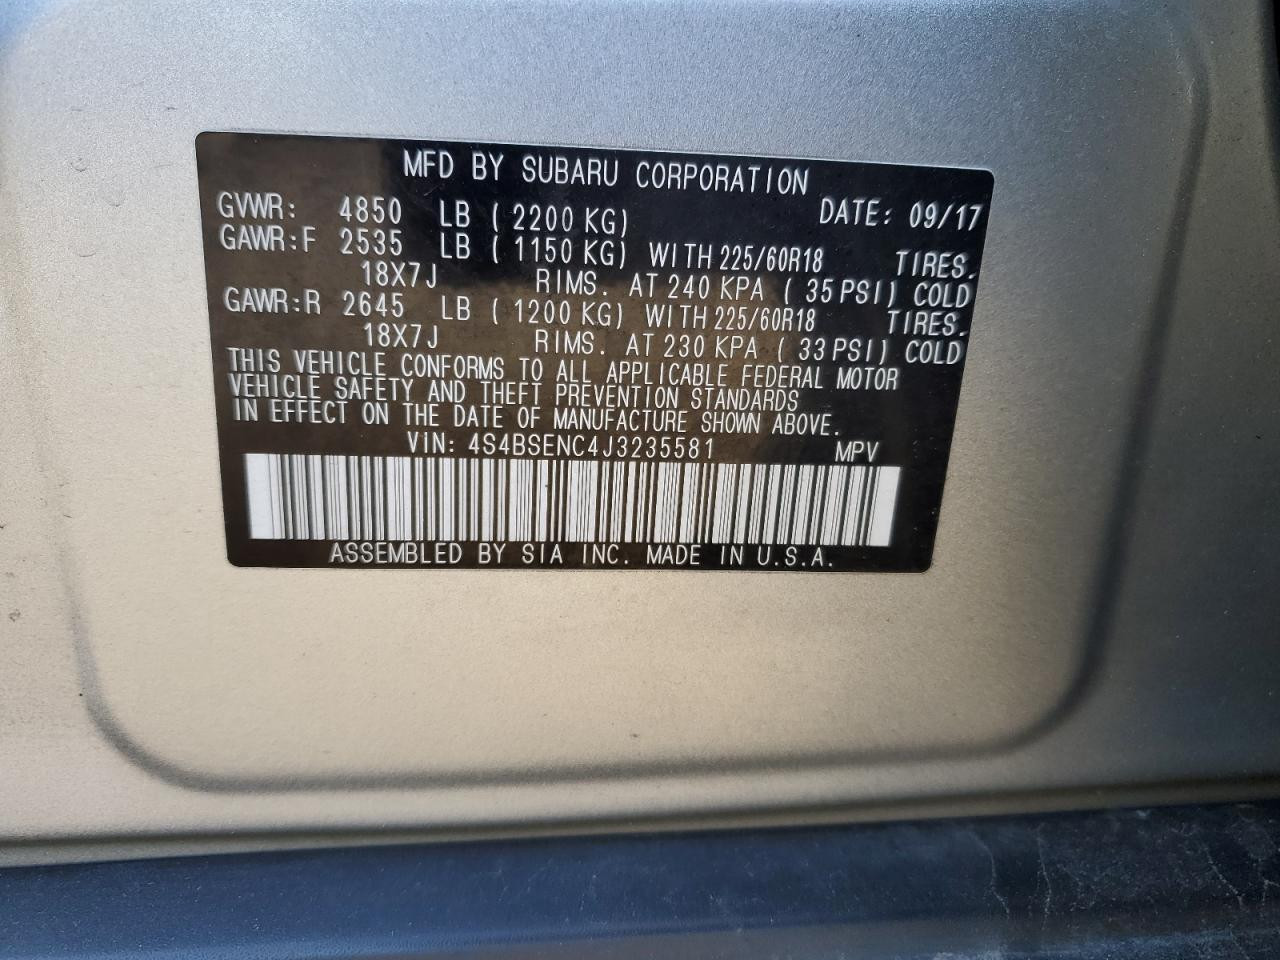 MFD BY SUBARU CORPORATION
GVWR: 4850 LB (2200 KG) DATE: 09/17
GAWR:F 2535 LB (1150 KG) WITH 225/60R18 TIRES.
18X7J RIMS. AT 240 KPA (35 PSI) COLD
GAWR:R 2645 LB (1200 KG) WITH 225/60R18 TIRES.
18X7J RIMS. AT 230 KPA (33 PSI) COLD
THIS VEHICLE CONFORMS TO ALL APPLICABLE FEDERAL MOTOR
VEHICLE SAFETY AND THEFT PREVENTION STANDARDS
IN EFFECT ON THE DATE OF MANUFACTURE SHOWN ABOVE.
VIN: 4S4BSENC4J3235581 MPV
ASSEMBLED BY SIA INC. MADE IN U.S.A.